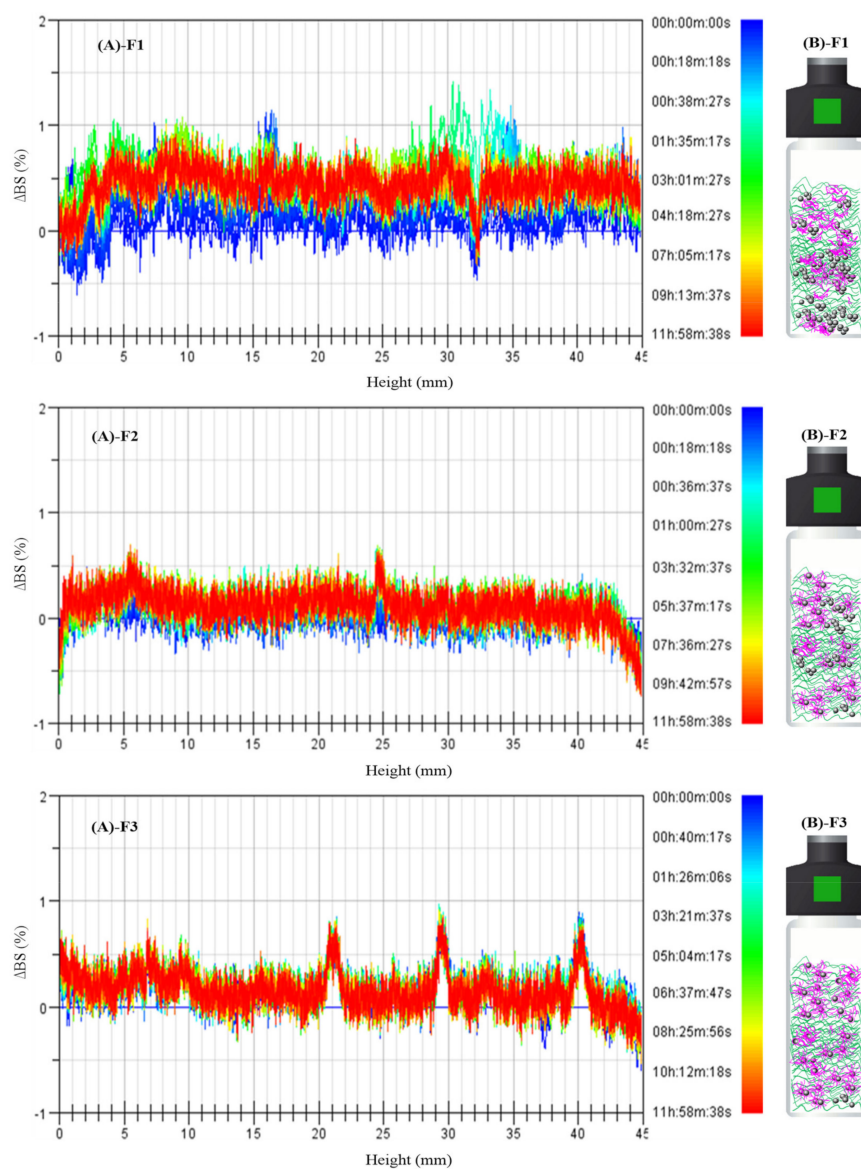 2
(A)-F1
1
0
-1
ΔBS (%)
0 5 10 15 20 25 30 35 40 45
Height (mm)
00h:00m:00s
00h:18m:18s
00h:38m:27s
01h:35m:17s
03h:01m:27s
04h:18m:27s
07h:05m:17s
09h:13m:37s
11h:58m:38s
(B)-F1
2
(A)-F2
1
0
-1
ΔBS (%)
0 5 10 15 20 25 30 35 40 45
Height (mm)
00h:00m:00s
00h:18m:18s
00h:36m:37s
01h:00m:27s
03h:32m:37s
05h:37m:17s
07h:36m:27s
09h:42m:57s
11h:58m:38s
(B)-F2
2
(A)-F3
1
0
-1
ΔBS (%)
0 5 10 15 20 25 30 35 40 45
Height (mm)
00h:00m:00s
00h:40m:17s
01h:26m:06s
03h:21m:37s
05h:04m:17s
06h:37m:47s
08h:25m:56s
10h:12m:18s
11h:58m:38s
(B)-F3